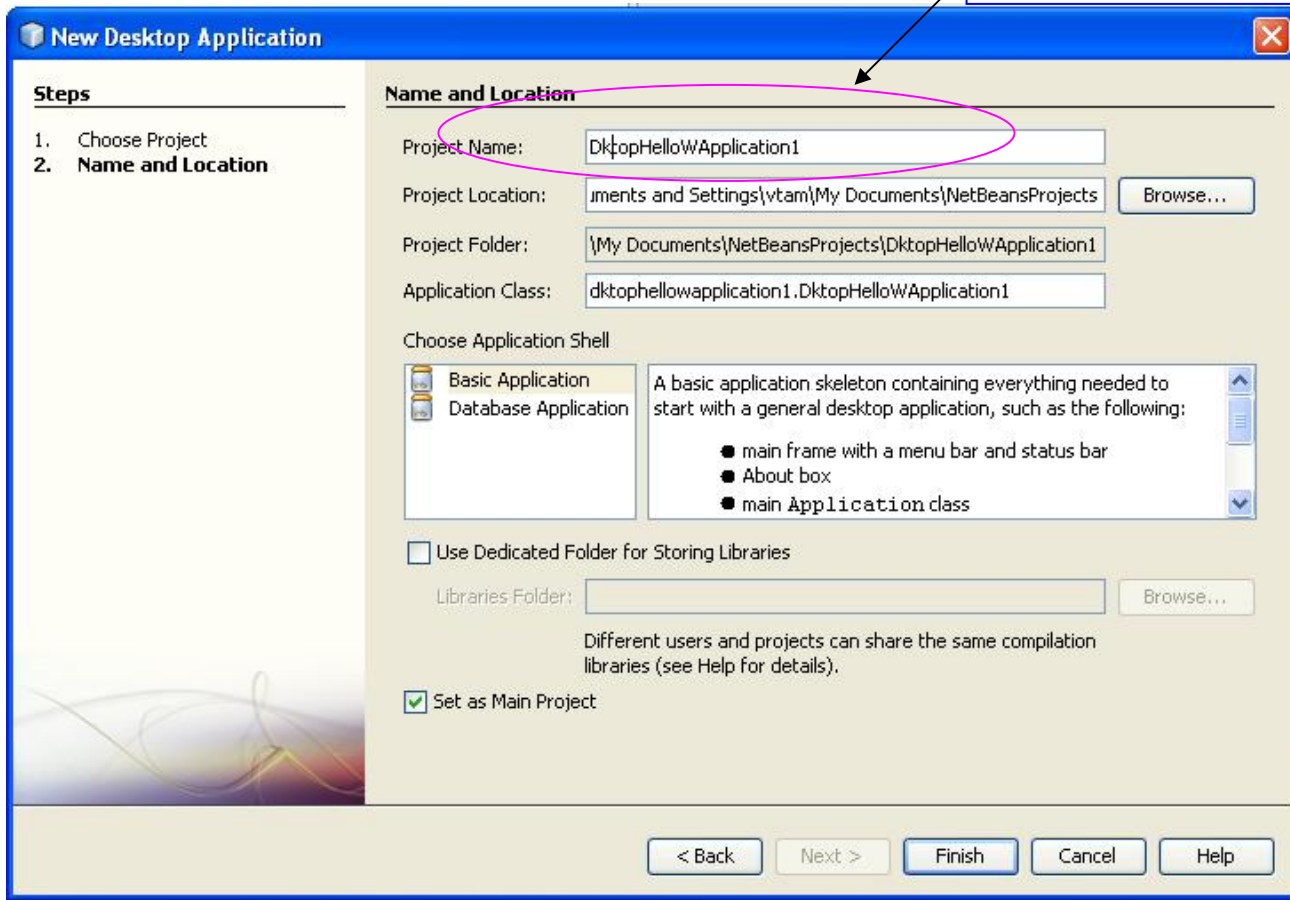 New Desktop Application
Steps
1. Choose Project
2. Name and Location
Name and Location
Project Name: DktopHelloWApplication1
Project Location: uments and Settings\vtam\My Documents\NetBeansProjects Browse...
Project Folder: \My Documents\NetBeansProjects\DktopHelloWApplication1
Application Class: dktophellowapplication1.DktopHelloWApplication1
Choose Application Shell
Basic Application
Database Application
A basic application skeleton containing everything needed to
start with a general desktop application, such as the following:
● main frame with a menu bar and status bar
● About box
● main Application class
Use Dedicated Folder for Storing Libraries
Libraries Folder: Browse...
Different users and projects can share the same compilation
libraries (see Help for details).
Set as Main Project
< Back Next > Finish Cancel Help